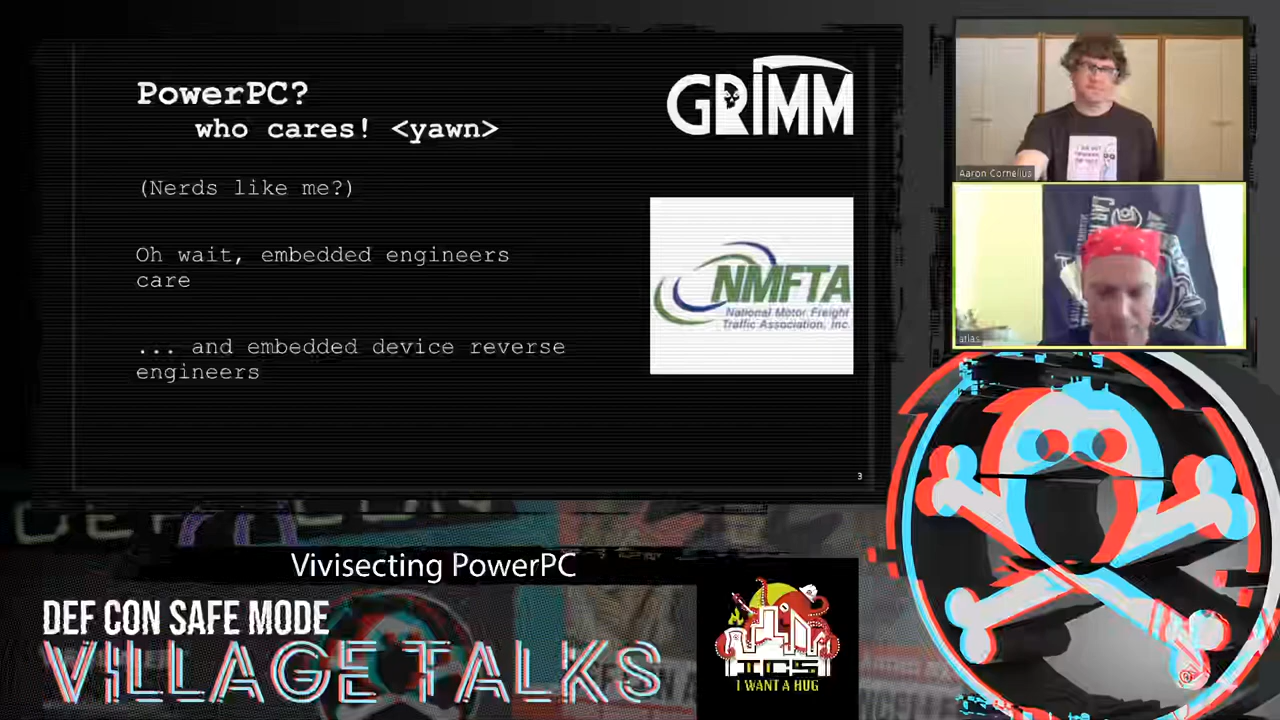 PowerPC?
who cares! <yawn>
(Nerds like me?)
Oh wait, embedded engineers
care
... and ebedded device reverse
engineers
3
GRIMM
NMFTA
National Motor Freight
Traffic Association, Inc.
Aaron Cornelius
atlas
Vivisecting PowerPC
DEF CON SAFE MODE
VILLAGE TALKS
ICS
I WANT A HUG